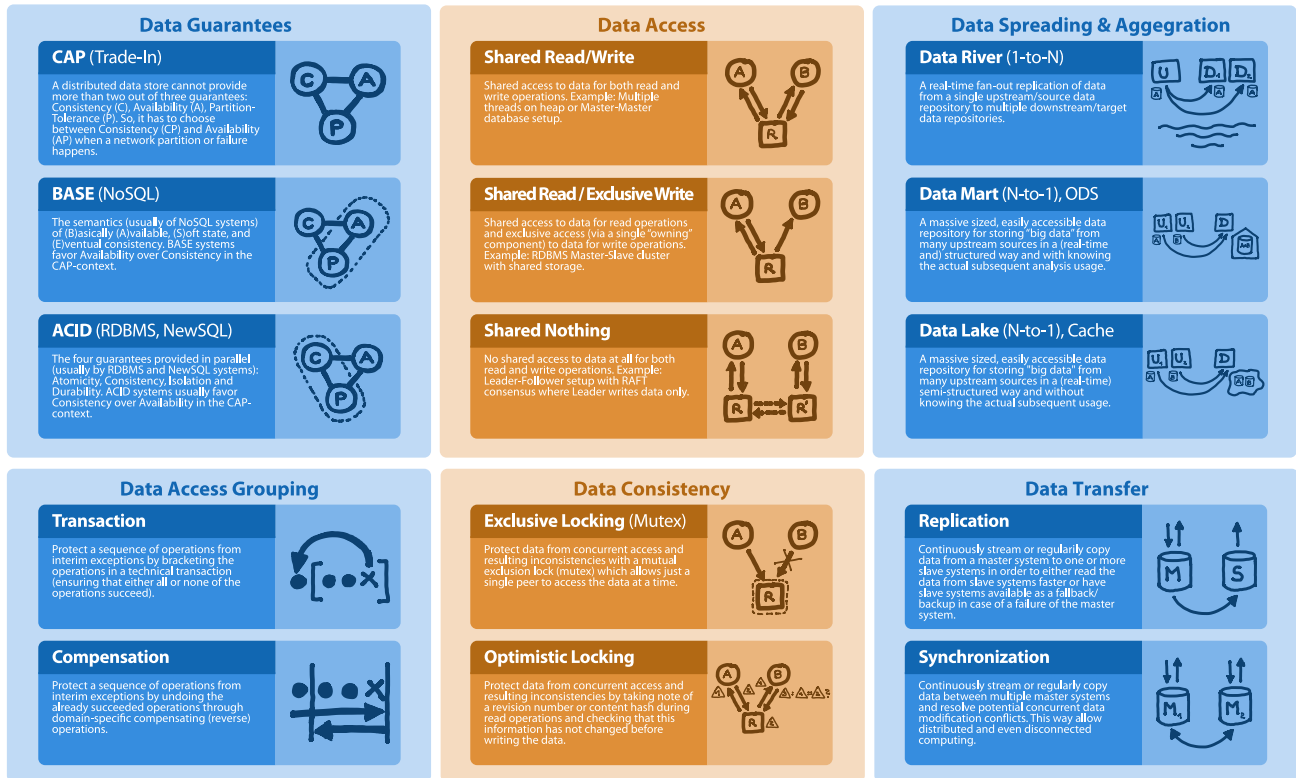 Data Guarantees
CAP (Trade-In)
A distributed data store cannot provide
more than two out of three guarantees:
Consistency (C), Availability (A), Partition-
Tolerance (P). So, it has to choose
between Consistency (CP) and Availability
(AP) when a network partition or failure
happens.
C A
P
BASE (NoSQL)
The semantics (usually of NoSQL systems)
of (B)asically (A)vailable, (S)oft state, and
(E)ventual consistency. BASE systems
favor Availability over Consistency in the
CAP-context.
C A
P
ACID (RDBMS, NewSQL)
The four guarantees provided in parallel
(usually by RDBMS and NewSQL systems):
Atomicity, Consistency, Isolation and
Durability. ACID systems usually favor
Consistency over Availability in the CAP-
context.
C A
P
Data Access
Shared Read/Write
Shared access to data for both read and
write operations. Example: Multiple
threads on heap or Master-Master
database setup.
A B
R
Shared Read / Exclusive Write
Shared access to data for read operations
and exclusive access (via a single "owning"
component) to data for write operations.
Example: RDBMS Master-Slave cluster
with shared storage.
A B
R
Shared Nothing
No shared access to data at all for both
read and write operations. Example:
Leader-Follower setup with RAFT
consensus where Leader writes data only.
A B
R R'
Data Spreading & Aggegration
Data River (1-to-N)
A real-time fan-out replication of data
from a single upstream/source data
repository to multiple downstream/target
data repositories.
U D₁ D₂
A A A
Data Mart (N-to-1), ODS
A massive sized, easily accessible data
repository for storing "big data" from
many upstream sources in a (real-time
and) structured way and with knowing
the actual subsequent analysis usage.
U₁ U₂ D
A B
Data Lake (N-to-1), Cache
A massive sized, easily accessible data
repository for storing "big data" from
many upstream sources in a (real-time)
semi-structured way and without
knowing the actual subsequent usage.
U₁ U₂ D
A B A B
Data Access Grouping
Transaction
Protect a sequence of operations from
interim exceptions by bracketing the
operations in a technical transaction
(ensuring that either all or none of the
operations succeed).
Compensation
Protect a sequence of operations from
interim exceptions by undoing the
already succeeded operations through
domain-specific compensating (reverse)
operations.
Data Consistency
Exclusive Locking (Mutex)
Protect data from concurrent access and
resulting inconsistencies with a mutual
exclusion lock (mutex) which allows just a
single peer to access the data at a time.
A B
R
Optimistic Locking
Protect data from concurrent access and
resulting inconsistencies by taking note of
a revision number or content hash during
read operations and checking that this
information has not changed before
writing the data.
A B
R
Data Transfer
Replication
Continuously stream or regularily copy
data from a master system to one or more
slave systems in order to either read the
data from slave systems faster or have
slave systems available as a fallback/
backup in case of a failure of the master
system.
M S
Synchronization
Continuously stream or regularly copy
data between multiple master systems
and resolve potential concurrent data
modification conflicts. This way allow
distributed and even disconnected
computing.
M₁ M₂